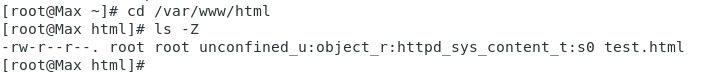 [root@Max ~]# cd /var/www/html
[root@Max html]# ls -Z
-rw-r--r--. root root unconfined_u:object_r:httpd_sys_content_t:s0 test.html
[root@Max html]#